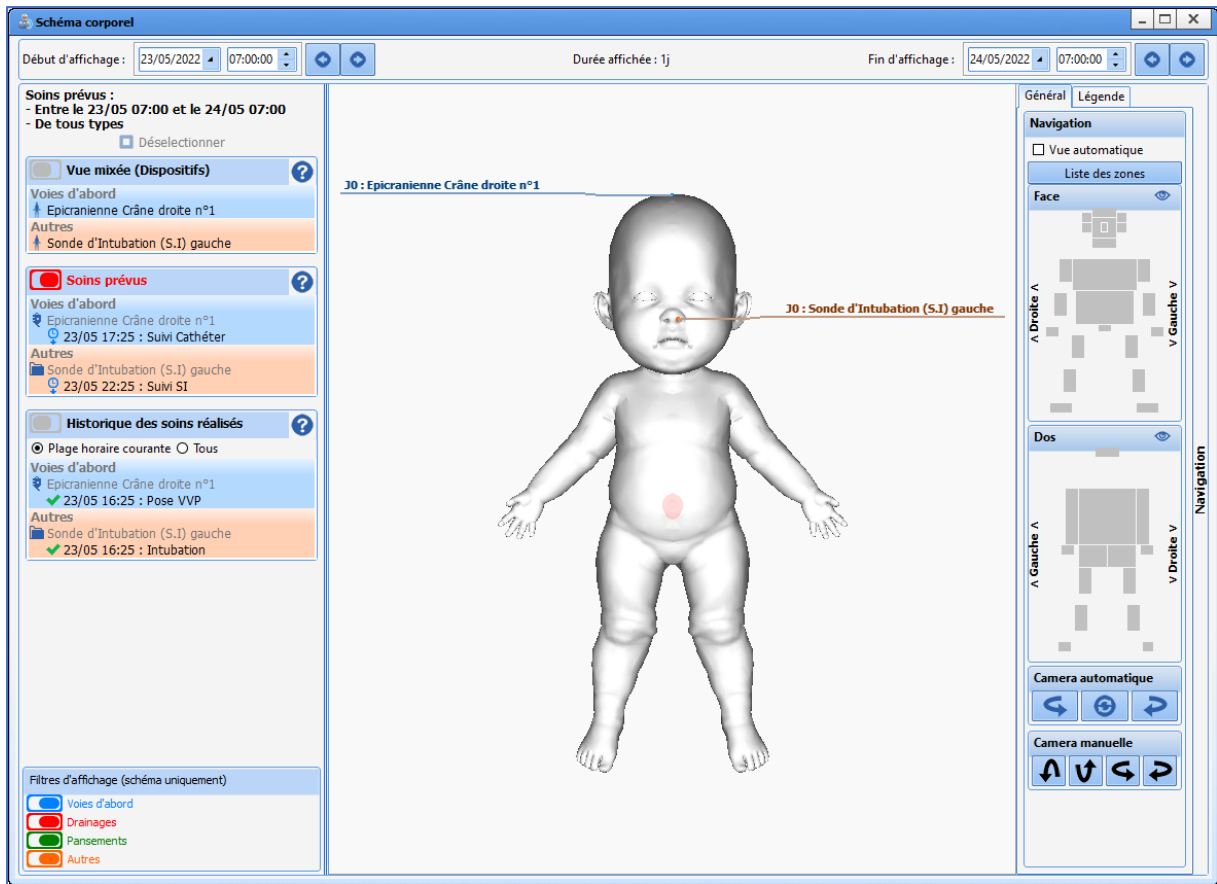 Schéma corporel
Début d'affichage : 23/05/2022 07:00:00 Durée affichée : 1j Fin d'affichage : 24/05/2022 07:00:00
Soins prévus :
- Entre le 23/05 07:00 et le 24/05 07:00
- De tous types
Déselectionner
Vue mixée (Dispositifs) ?
Voies d'abord
Epicranienne Crâne droite n°1
Autres
Sonde d'Intubation (S.I) gauche
Soins prévus ?
Voies d'abord
Epicranienne Crâne droite n°1
23/05 17:25 : Suivi Cathéter
Autres
Sonde d'Intubation (S.I) gauche
23/05 22:25 : Suivi SI
Historique des soins réalisés ?
Plage horaire courante Tous
Voies d'abord
Epicranienne Crâne droite n°1
23/05 16:25 : Pose VVP
Autres
Sonde d'Intubation (S.I) gauche
23/05 16:25 : Intubation
Filtres d'affichage (schéma uniquement)
Voies d'abord
Drainages
Pansements
Autres
J0 : Epicranienne Crâne droite n°1
J0 : Sonde d'Intubation (S.I) gauche
Général Légende
Navigation
Vue automatique
Liste des zones
Face
< Droite <
> Gauche >
Dos
< Gauche <
> Droite >
Camera automatique
Camera manuelle
Navigation